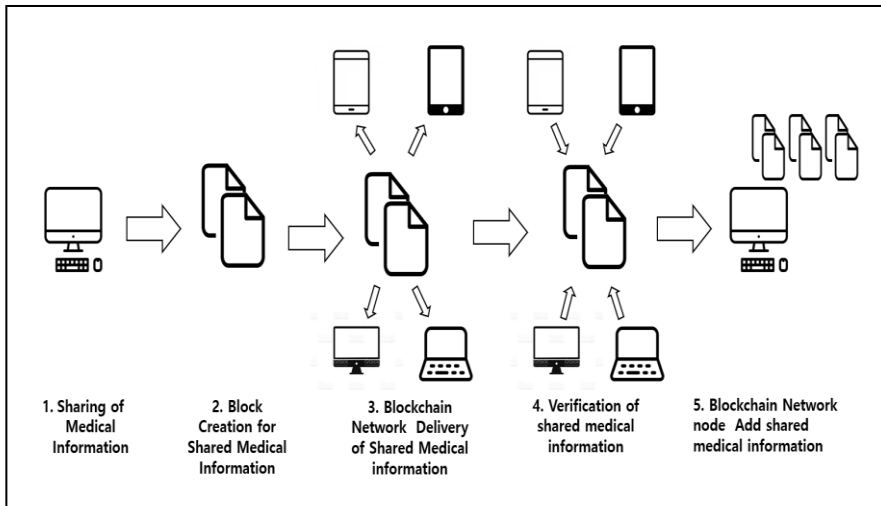 1. Sharing of
Medical
Information
2. Block
Creation for
Shared Medical
Information
3. Blockchain
Network Delivery
of Shared Medical
information
4. Verification of
shared medical
information
5. Blockchain Network
node Add shared
medical information